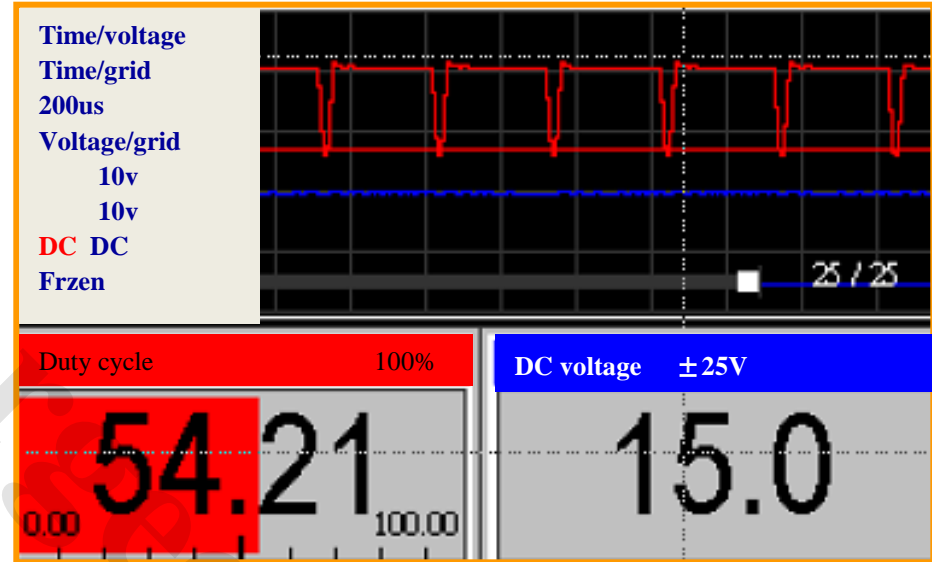 Time/voltage
Time/grid
200us
Voltage/grid
10v
10v
DC DC
Frzen
25 / 25
Duty cycle 100%
DC voltage ±25V
54.21
0.00 100.00
15.0